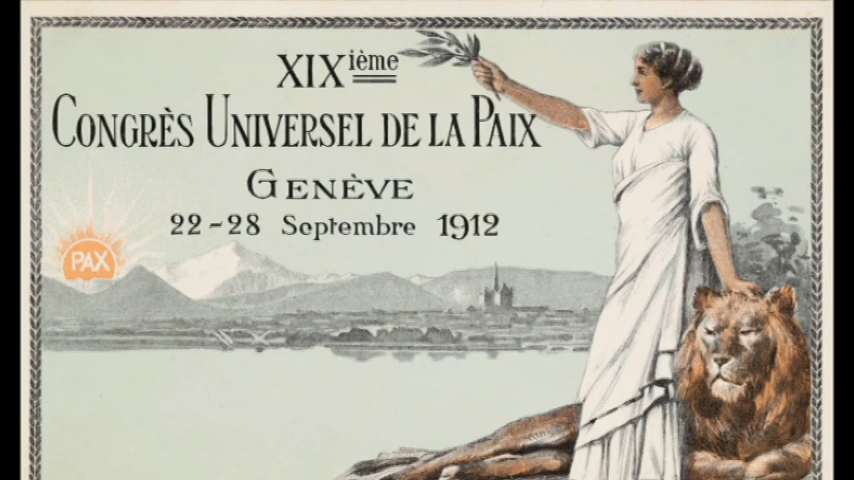 XIXième
CONGRÈS UNIVERSEL DE LA PAIX
GENÈVE
22-28 Septembre 1912
PAX